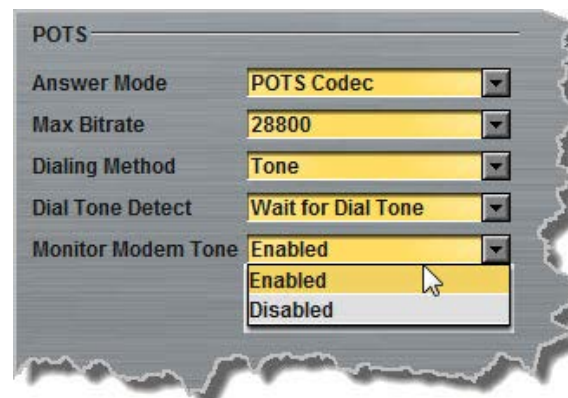 POTS
Answer Mode POTS Codec
Max Bitrate 28800
Dialing Method Tone
Dial Tone Detect Wait for Dial Tone
Monitor Modem Tone Enabled
Enabled
Disabled